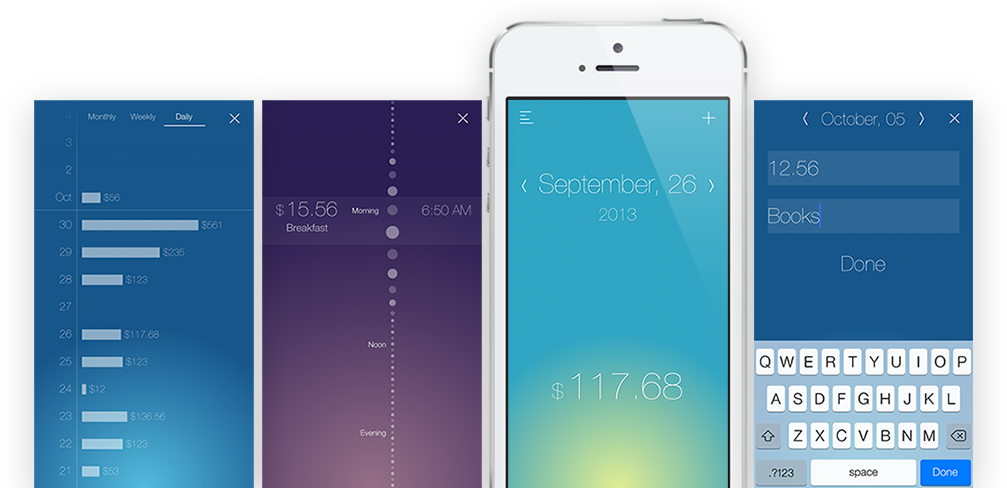 Monthly Weekly Daily
4
3
2
Oct $56
30 $561
29 $235
28 $123
27
26 $117.68
25 $123
24 $12
23 $136.56
22 $123
21 $53
$15.56 Morning 6:50 AM
Breakfast
Noon
Evening
September, 26
2013
$117.68
October, 05
12.56
Books
Done
Q W E R T Y U I O P
A S D F G H J K L
Z X C V B N M
.?123 space Done